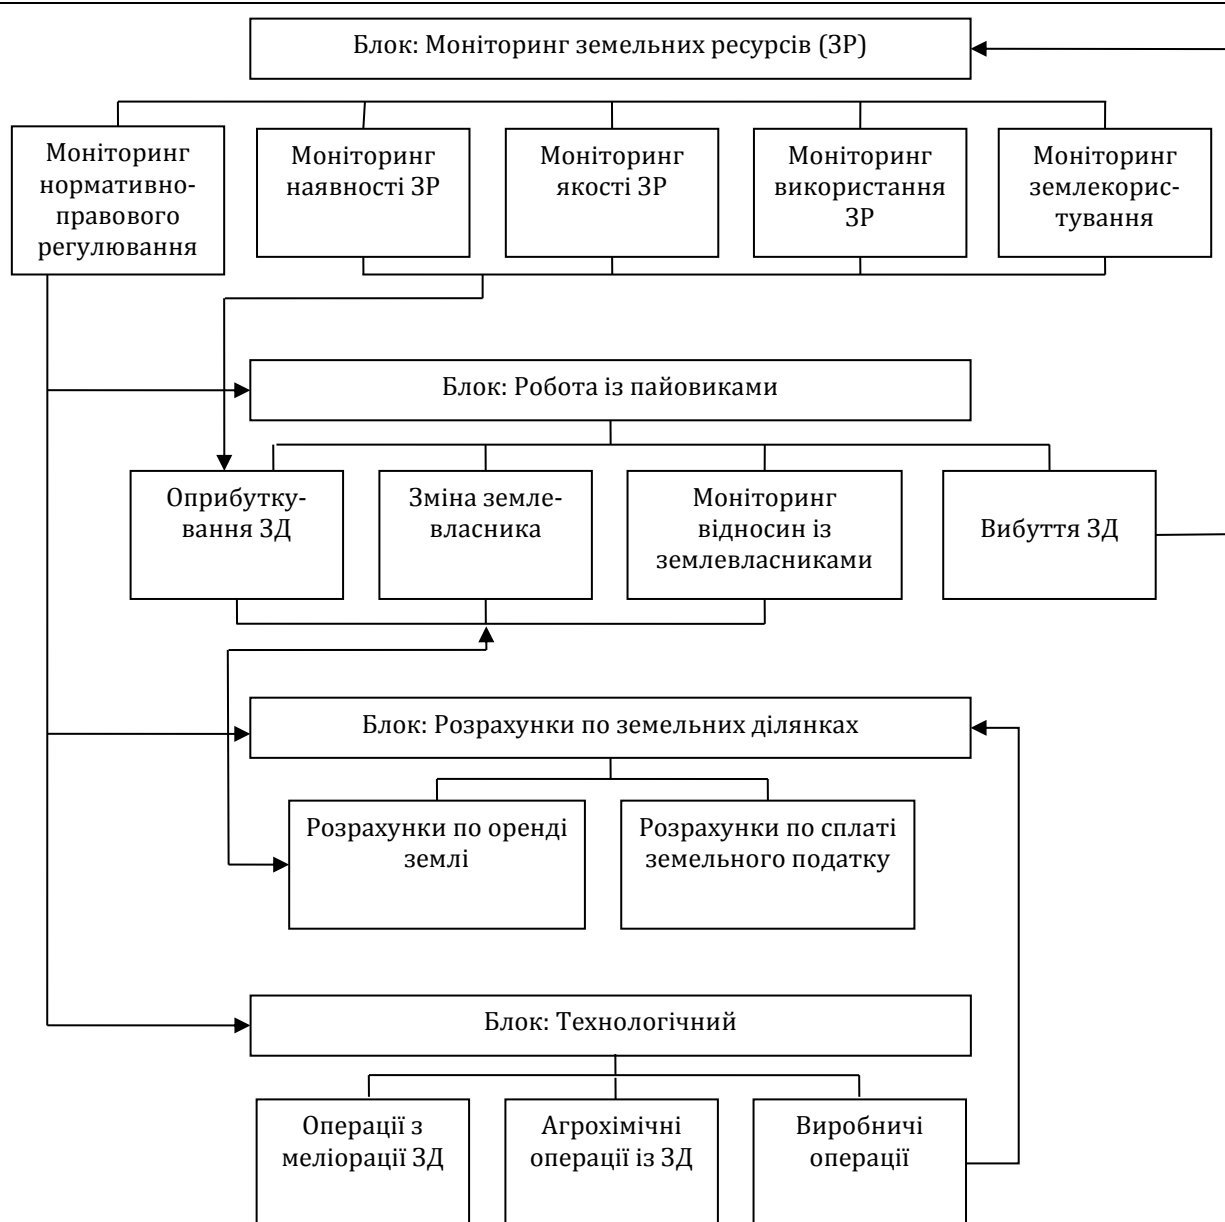 Блок: Моніторинг земельних ресурсів (ЗР)
Моніторинг
нормативно-
правового
регулювання
Моніторинг
наявності ЗР
Моніторинг
якості ЗР
Моніторинг
використання
ЗР
Моніторинг
землекорис-
тування
Блок: Робота із пайовиками
Оприбутку-
вання ЗД
Зміна земле-
власника
Моніторинг
відносин із
землевласниками
Вибуття ЗД
Блок: Розрахунки по земельних ділянках
Розрахунки по оренді
землі
Розрахунки по сплаті
земельного податку
Блок: Технологічний
Операції з
меліорації ЗД
Агрохімічні
операції із ЗД
Виробничі
операції